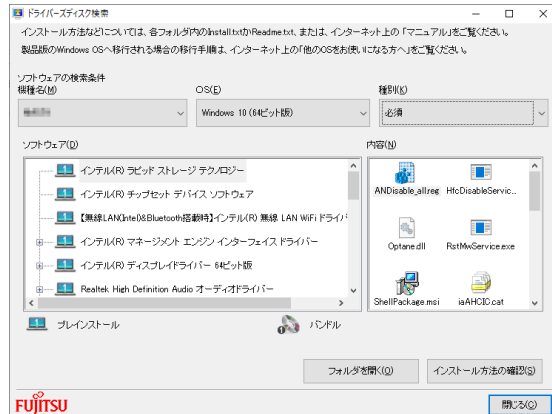 ドライバーズディスク検索
インストール方法などについては、各フォルダ内のInstall.txtかReadme.txt、または、インターネット上の「マニュアル」をご覧ください。
製品版のWindows OSへ移行される場合の移行手順は、インターネット上の「他のOSをお使いになる方へ」をご覧ください。
ソフトウェアの検索条件
機種名(M) OS(E) 種別(K)
Windows 10 (64ビット版) 必須
ソフトウェア(D) 内容(N)
インテル(R) ラピッド ストレージ テクノロジー
インテル(R) チップセット デバイス ソフトウェア
【無線LAN(Intel)&Bluetooth搭載時】インテル(R) 無線 LAN WiFi ドライバ
インテル(R) マネージメント エンジン インターフェイス ドライバー
インテル(R) ディスプレイドライバー 64ビット版
Realtek High Definition Audio オーディオドライバー
ANDisable_all.reg HfcDisableServic...
Optane.dll RstMwService.exe
ShellPackage.msi iaAHCIC.cat
プレインストール バンドル
フォルダを開く(O) インストール方法の確認(S)
FUJITSU 閉じる(C)